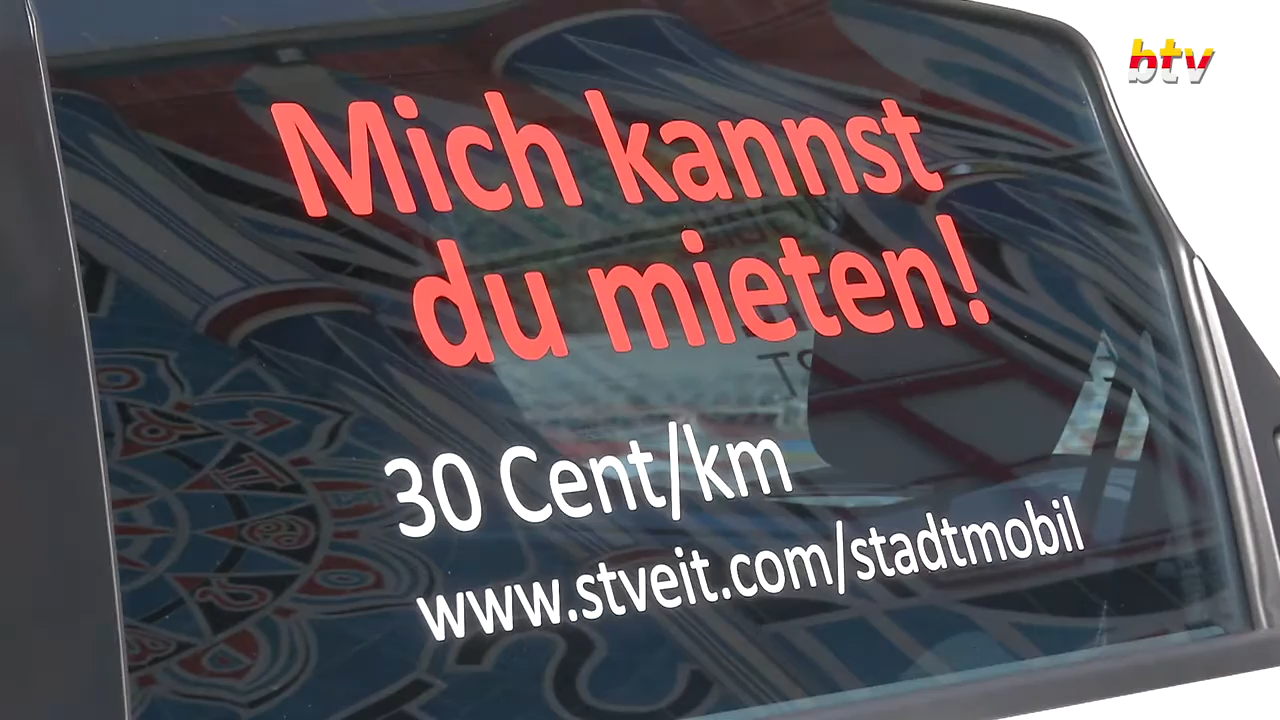 btv
Mich kannst
du mieten!
30 Cent/km
www.stveit.com/stadtmobil